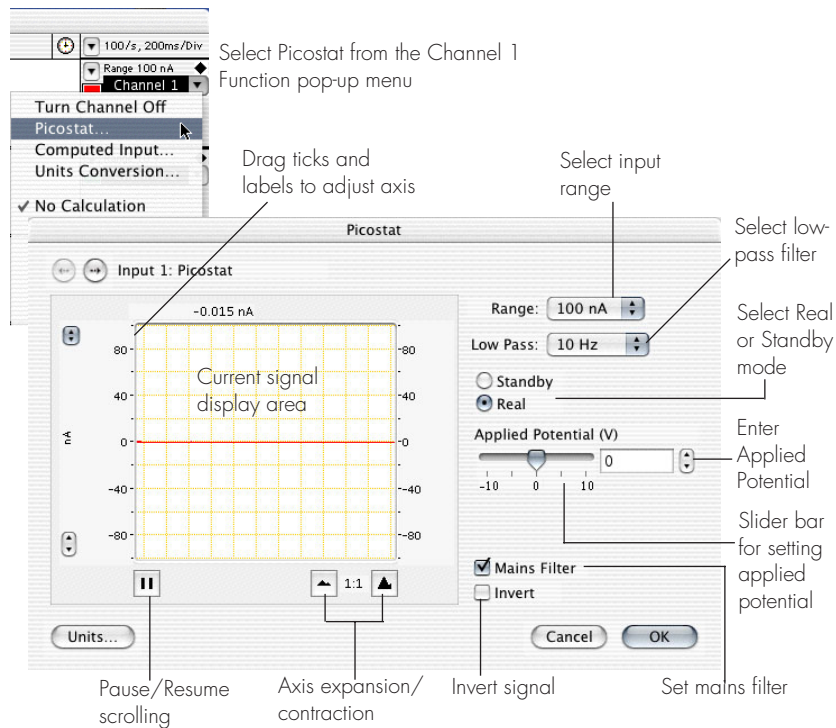 100/s, 200ms/Div
Range 100 nA
Channel 1
Select Picostat from the Channel 1
Function pop-up menu
Turn Channel Off
Picostat...
Computed Input...
Units Conversion...
✓ No Calculation
Drag ticks and
labels to adjust axis
Select input
range
Select low-
pass filter
Picostat
Input 1: Picostat
-0.015 nA
Range: 100 nA
Low Pass: 10 Hz
Select Real
or Standby
mode
Standby
Real
80
80
40
40
0
0
-40
-40
-80
-80
nA
Current signal
display area
Applied Potential (V)
0
-10 0 10
Enter
Applied
Potential
Slider bar
for setting
applied
potential
Mains Filter
Invert
1:1
Units...
Cancel
OK
Pause/Resume
scrolling
Axis expansion/
contraction
Invert signal
Set mains filter